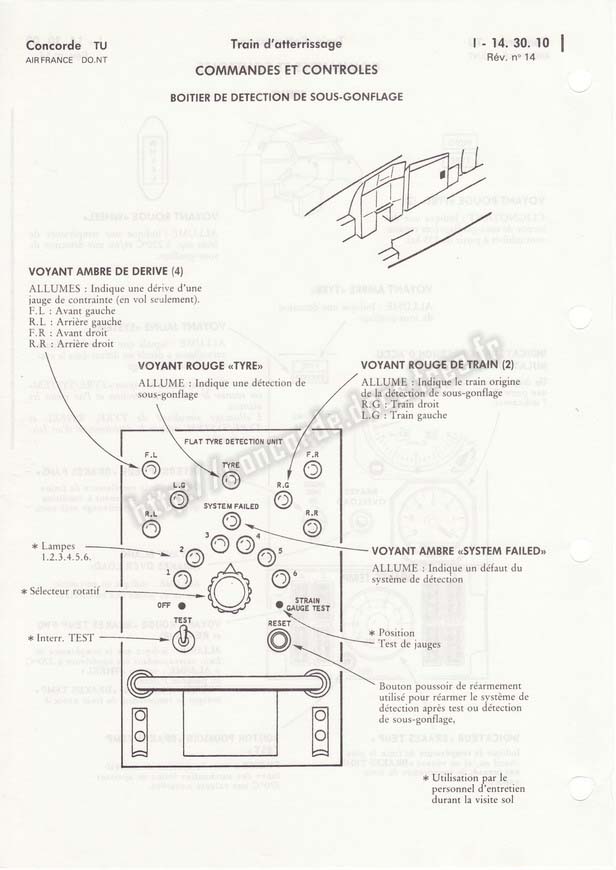 Concorde TU
AIR FRANCE DO.NT
Train d'atterrissage
I - 14. 30. 10
Rév. n° 14
COMMANDES ET CONTROLES
BOITIER DE DETECTION DE SOUS-GONFLAGE
VOYANT AMBRE DE DERIVE (4)
ALLUMES : Indique une dérive d'une
jauge de contrainte (en vol seulement).
F.L : Avant gauche
R.L : Arrière gauche
F.R : Avant droit
R.R : Arrière droit
VOYANT ROUGE «TYRE»
ALLUME : Indique une détection de
sous-gonflage
VOYANT ROUGE DE TRAIN (2)
ALLUME : Indique le train origine
de la détection de sous-gonflage
R.G : Train droit
L.G : Train gauche
FLAT TYRE DETECTION UNIT
F.L
TYRE
F.R
L.G
R.G
R.L
SYSTEM FAILED
R.R
VOYANT AMBRE «SYSTEM FAILED»
ALLUME : Indique un défaut du
système de détection
* Lampes
1.2.3.4.5.6.
1
2
3
4
5
6
* Sélecteur rotatif
OFF
STRAIN
GAUGE TEST
* Position
Test de jauges
* Interr. TEST
TEST
RESET
Bouton poussoir de réarmement
utilisé pour réarmer le système de
détection après test ou détection
de sous-gonflage,
* Utilisation par le
personnel d'entretien
durant la visite sol